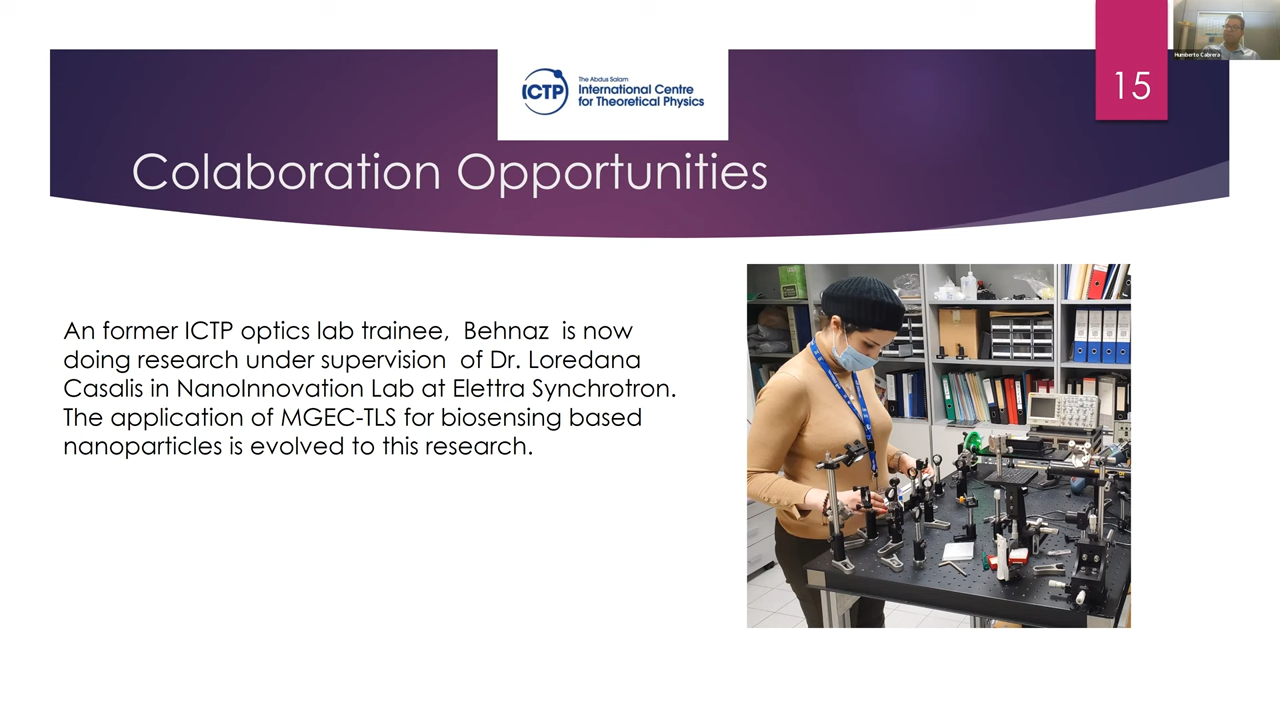 The Abdus Salam
ICTP International Centre
for Theoretical Physics
15
Humberto Cabrera
Colaboration Opportunities
An former ICTP optics lab trainee, Behnaz is now
doing research under supervision of Dr. Loredana
Casalis in NanoInnovation Lab at Elettra Synchrotron.
The application of MGEC-TLS for biosensing based
nanoparticles is evolved to this research.